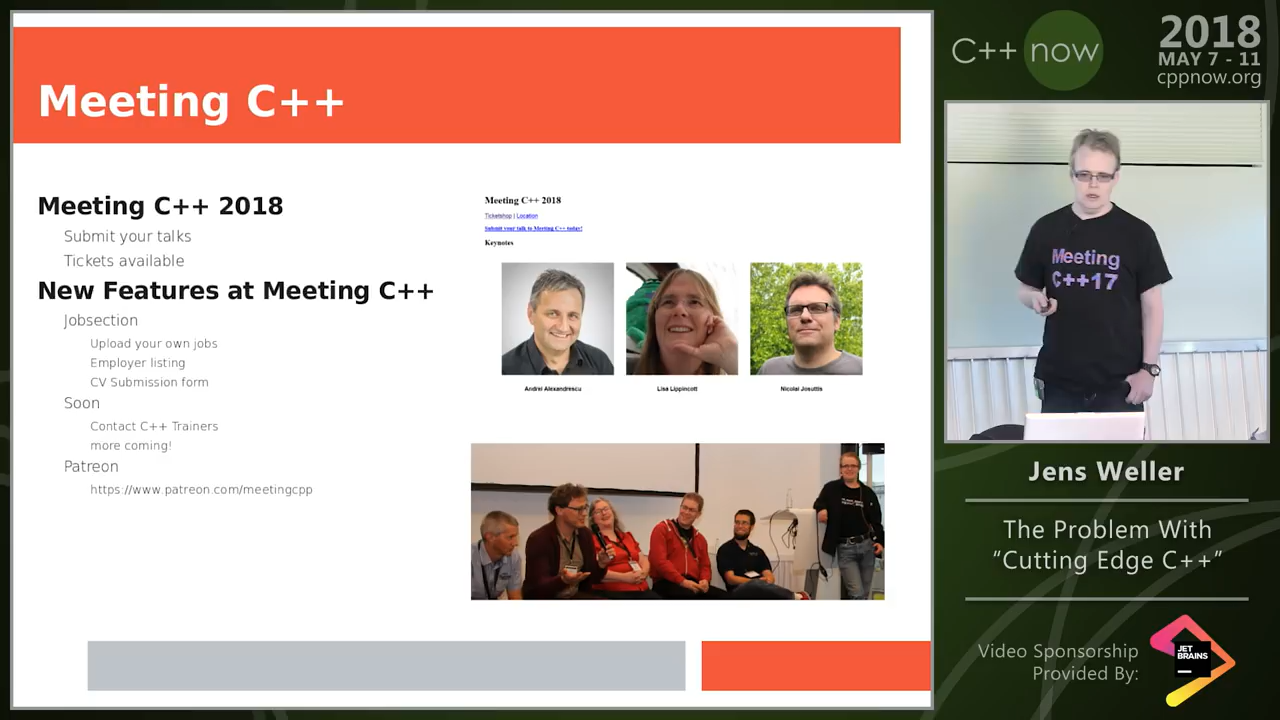 Meeting C++
Meeting C++ 2018
Submit your talks
Tickets available
New Features at Meeting C++
Jobsection
Upload your own jobs
Employer listing
CV Submission form
Soon
Contact C++ Trainers
more coming!
Patreon
https://www.patreon.com/meetingcpp
Meeting C++ 2018
Ticketshop | Location
Submit your talk to Meeting C++ today!
Keynotes
Andrei Alexandrescu
Lisa Lippincott
Nicolai Josuttis
C++ now
2018
MAY 7 - 11
cppnow.org
Meeting
C++17
Jens Weller
The Problem With
“Cutting Edge C++”
Video Sponsorship
Provided By:
JET
BRAINS